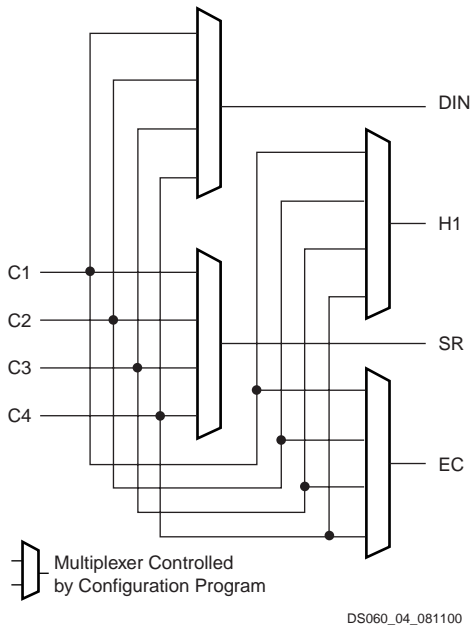 DIN
H1
C1
C2
SR
C3
C4
EC
Multiplexer Controlled
by Configuration Program
DS060_04_081100